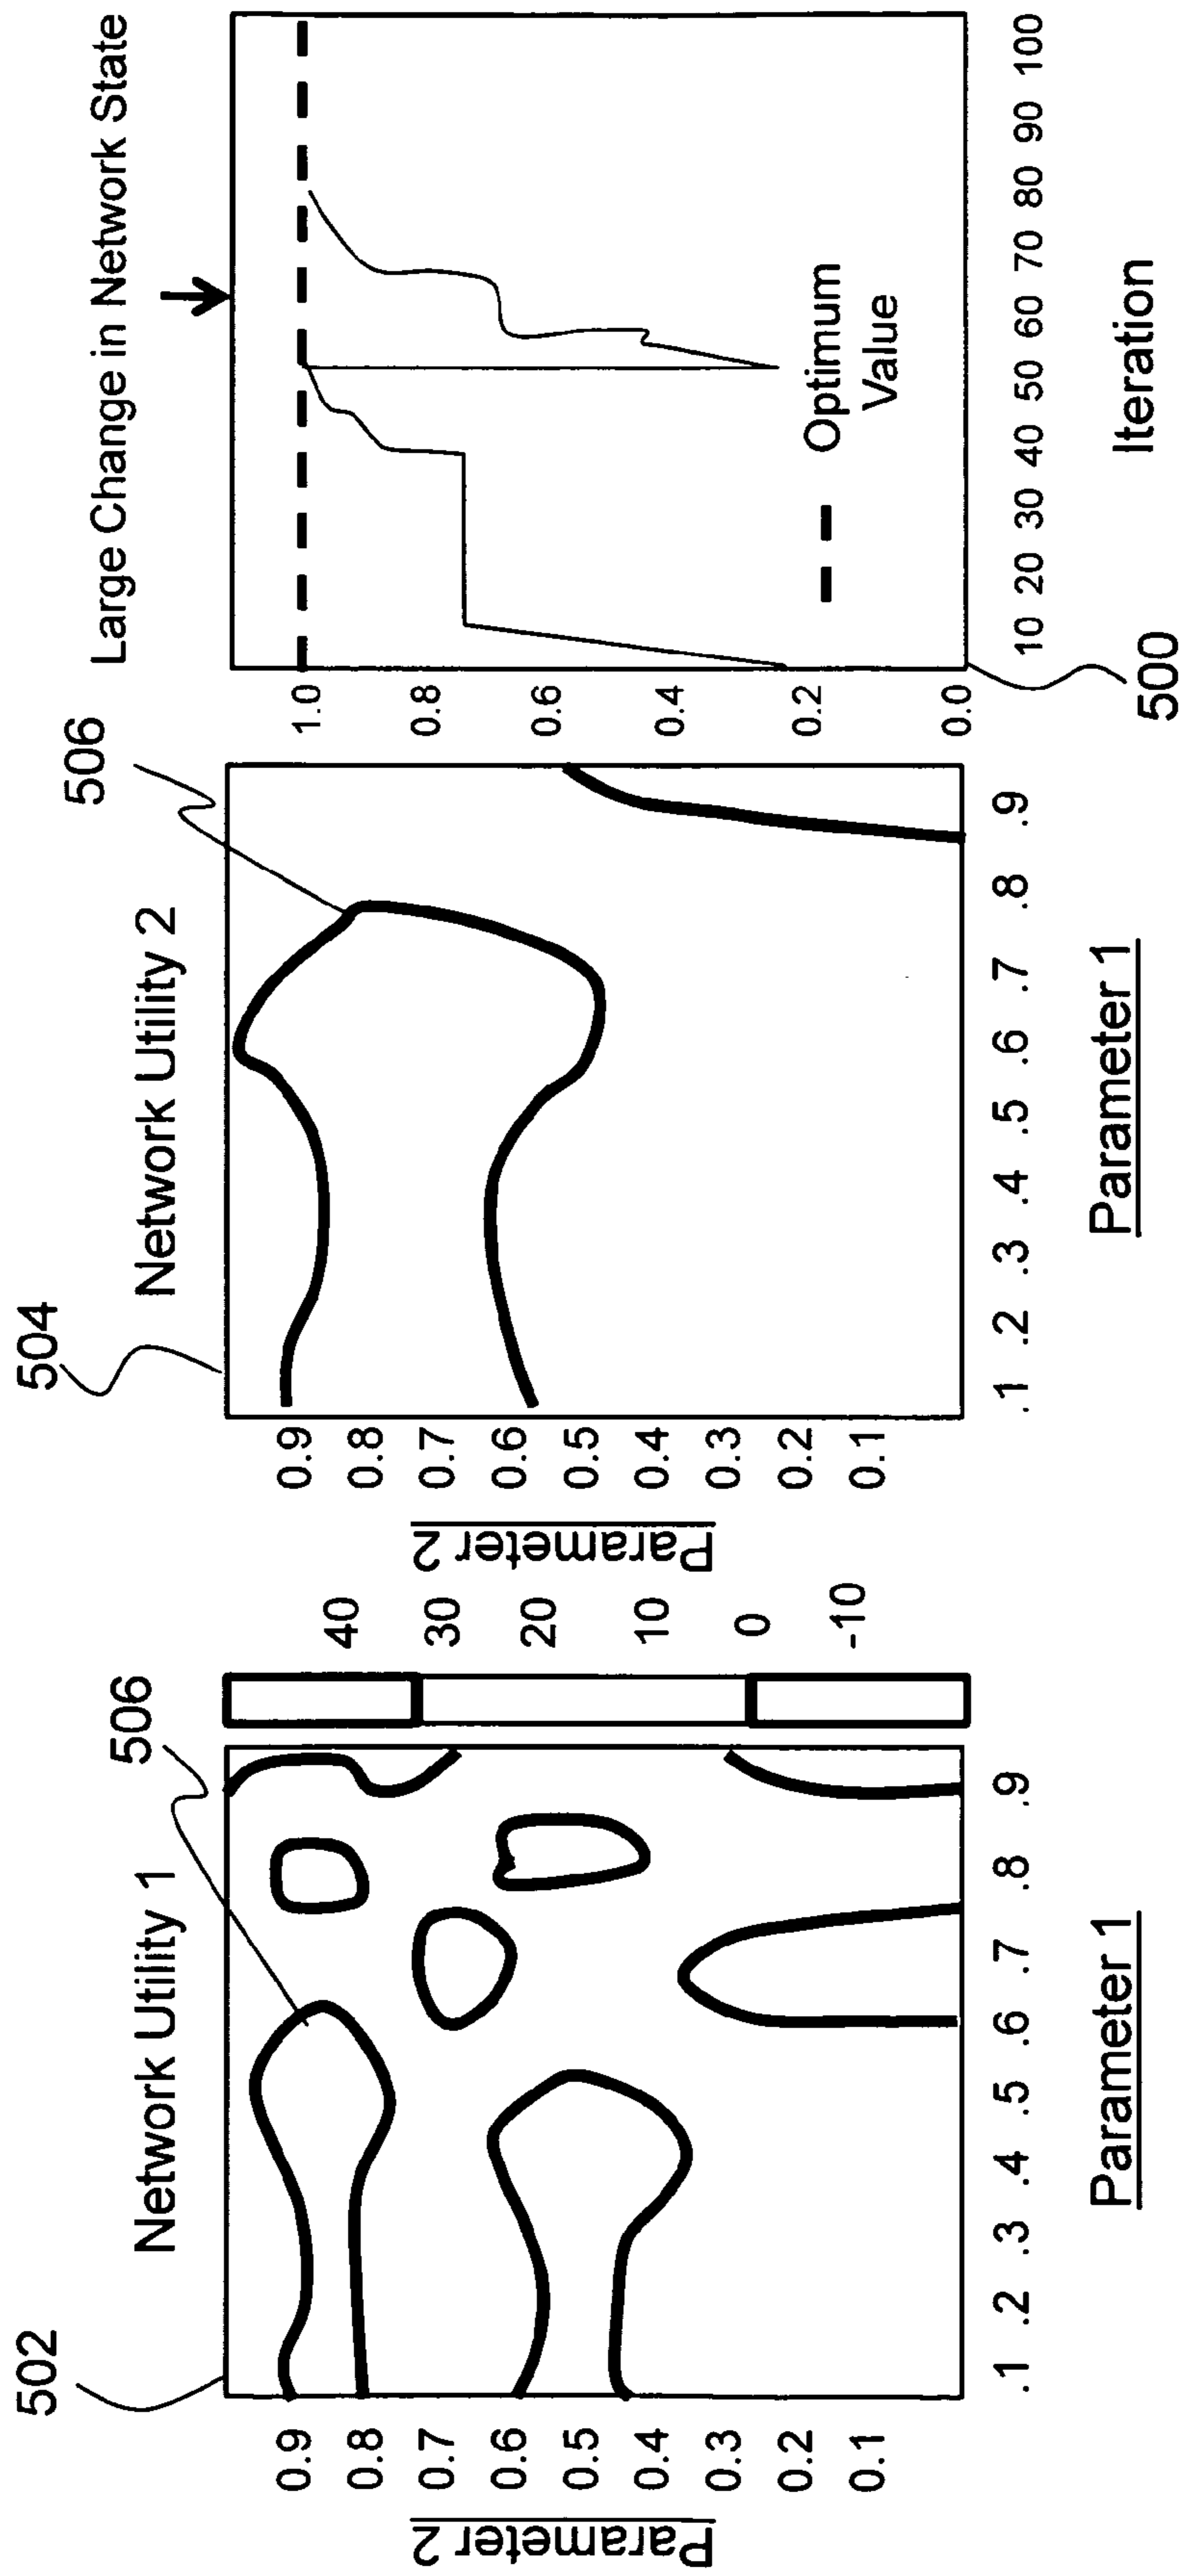 502
Network Utility 1
506
0.9
0.8
0.7
0.6
0.5
0.4
0.3
0.2
0.1
Parameter 2
.1 .2 .3 .4 .5 .6 .7 .8 .9
Parameter 1
40
30
20
10
0
-10
504
Network Utility 2
506
0.9
0.8
0.7
0.6
0.5
0.4
0.3
0.2
0.1
Parameter 2
.1 .2 .3 .4 .5 .6 .7 .8 .9
Parameter 1
Large Change in Network State
1.0
0.8
0.6
0.4
0.2
0.0
Optimum
Value
10 20 30 40 50 60 70 80 90 100
Iteration
500